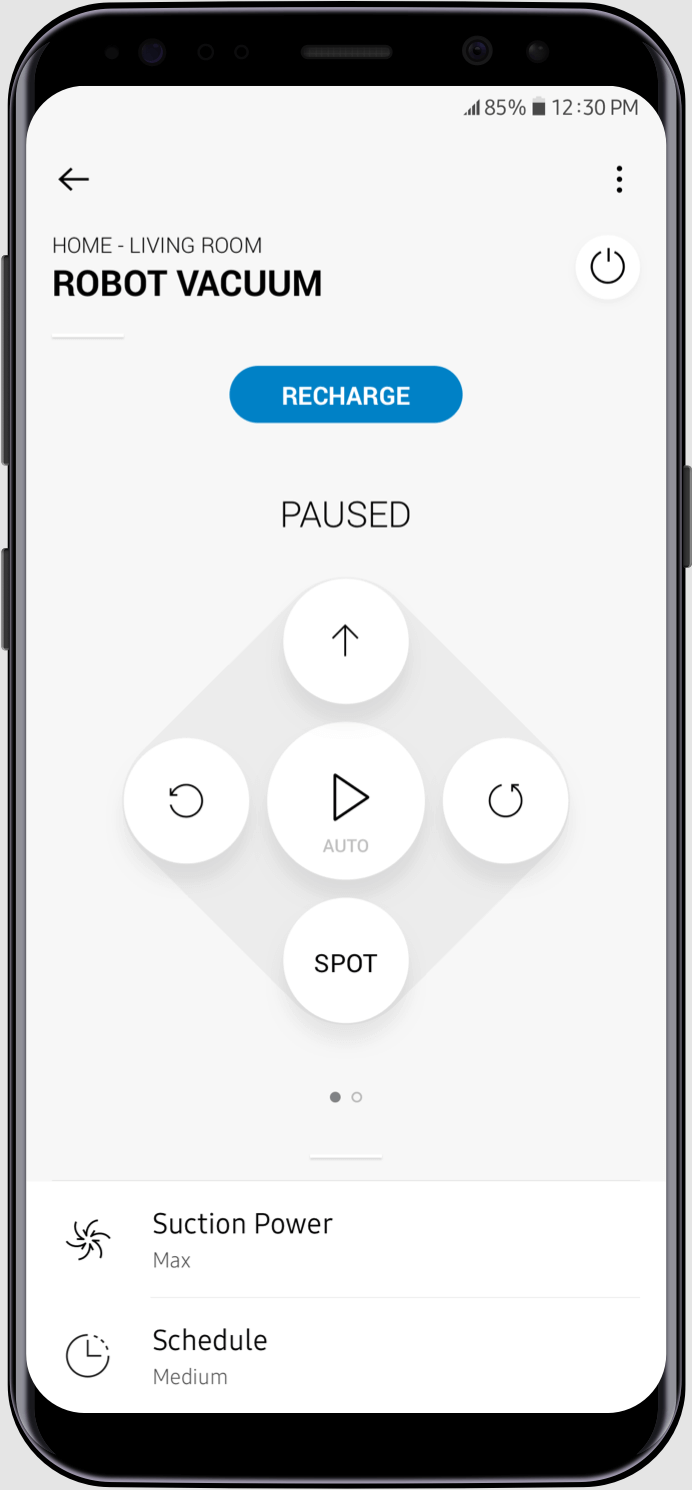 85% 12:30 PM
HOME - LIVING ROOM
ROBOT VACUUM
RECHARGE
PAUSED
AUTO
SPOT
Suction Power
Max
Schedule
Medium